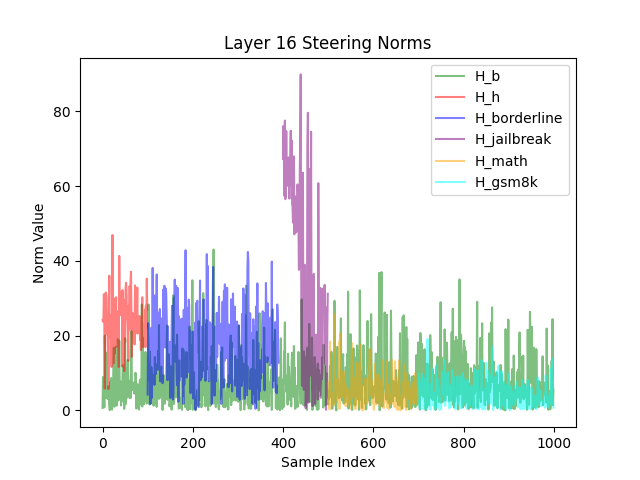 Layer 16 Steering Norms
H_b
H_h
H_borderline
H_jailbreak
H_math
H_gsm8k
Norm Value
80
60
40
20
0
0 200 400 600 800 1000
Sample Index